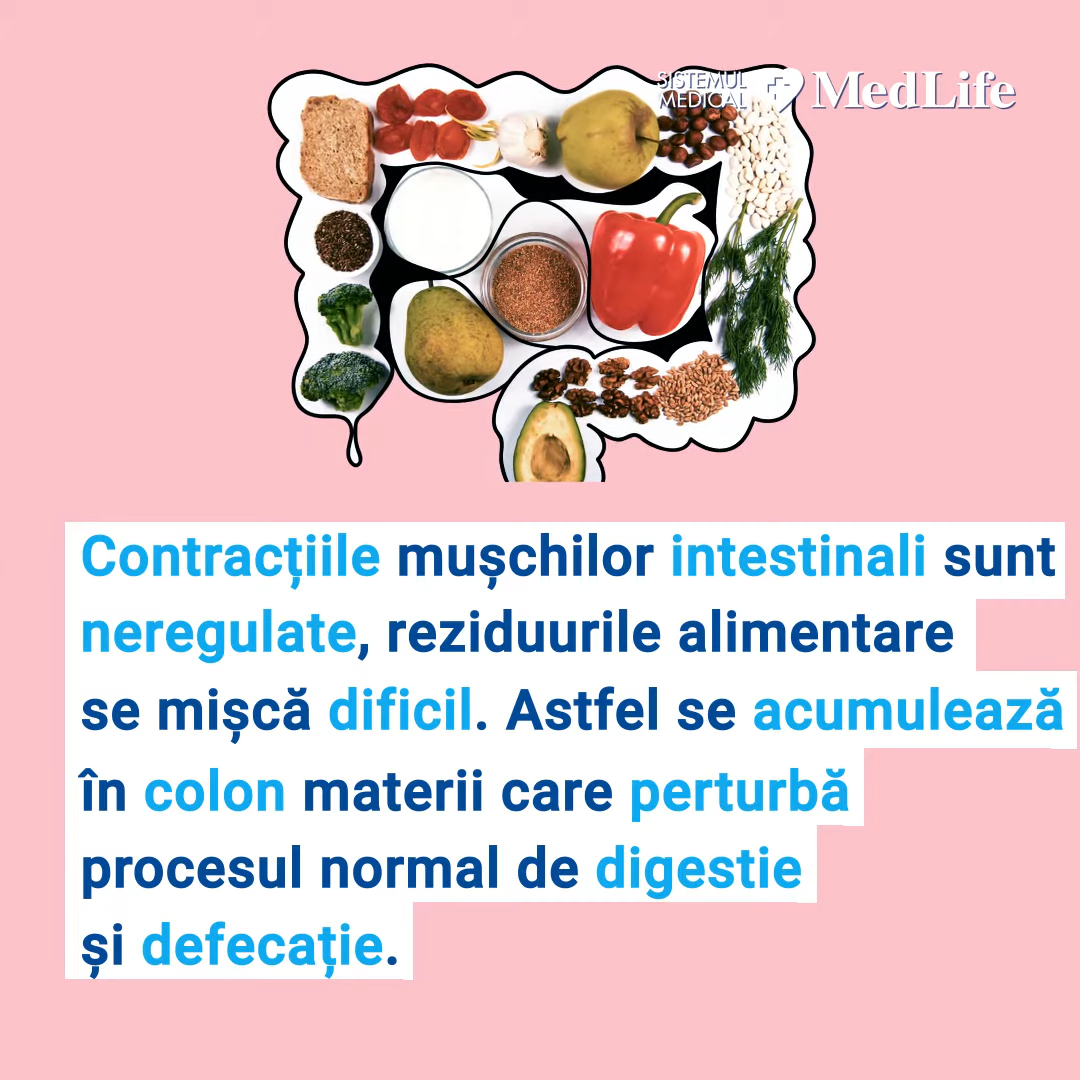 SISTEMUL
MEDICAL
MedLife
Contracțiile mușchilor intestinali sunt
neregulate, reziduurile alimentare
se mișcă dificil. Astfel se acumulează
în colon materii care perturbă
procesul normal de digestie
și defecație.